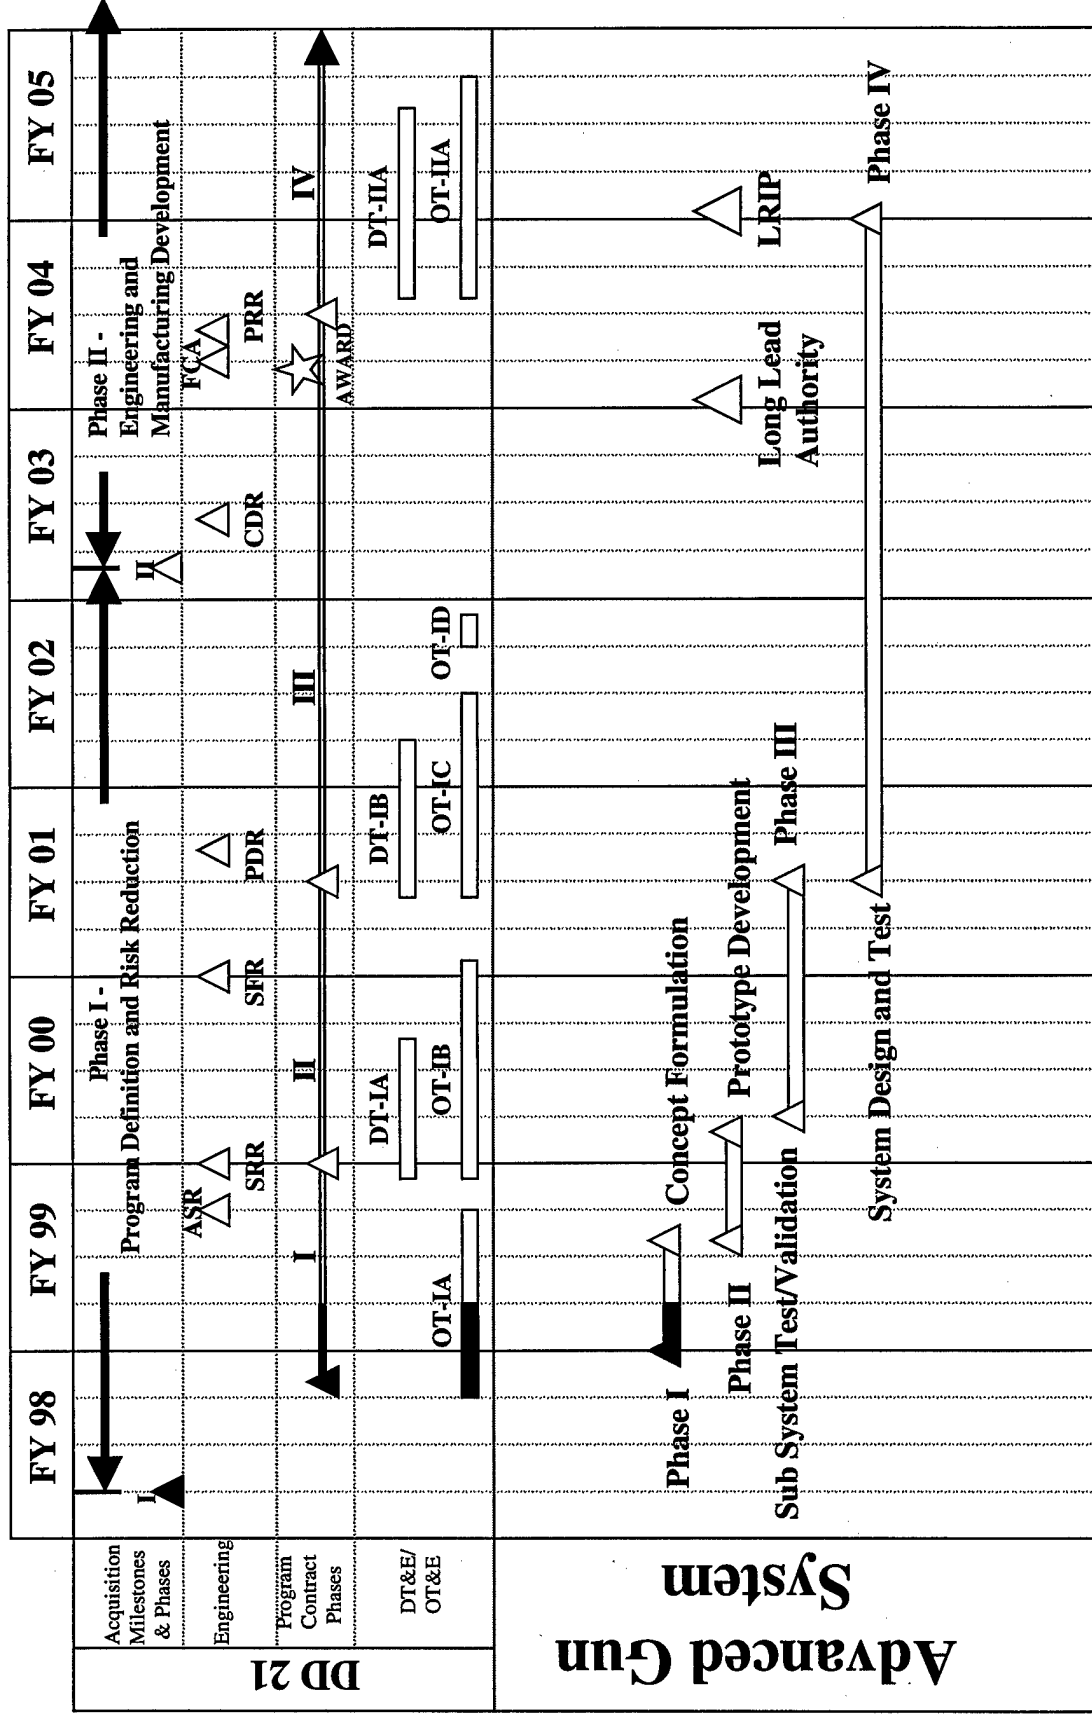 FY 98 FY 99 FY 00 FY 01 FY 02 FY 03 FY 04 FY 05
DD 21
Acquisition
Milestones
& Phases
I
Phase I -
Program Definition and Risk Reduction
II
Phase II -
Engineering and
Manufacturing Development
Engineering
ASR
SRR
SFR
PDR
CDR
FCA
PRR
Program
Contract
Phases
I
II
III
AWARD
IV
DT&E/
OT&E
DT-IA
DT-IB
DT-IIA
OT-IA
OT-IB
OT-IC
OT-ID
OT-IIA
Advanced Gun
System
Phase I
Concept Formulation
Phase II
Prototype Development
Long Lead
Authority
LRIP
Sub System Test/Validation
Phase III
System Design and Test
Phase IV